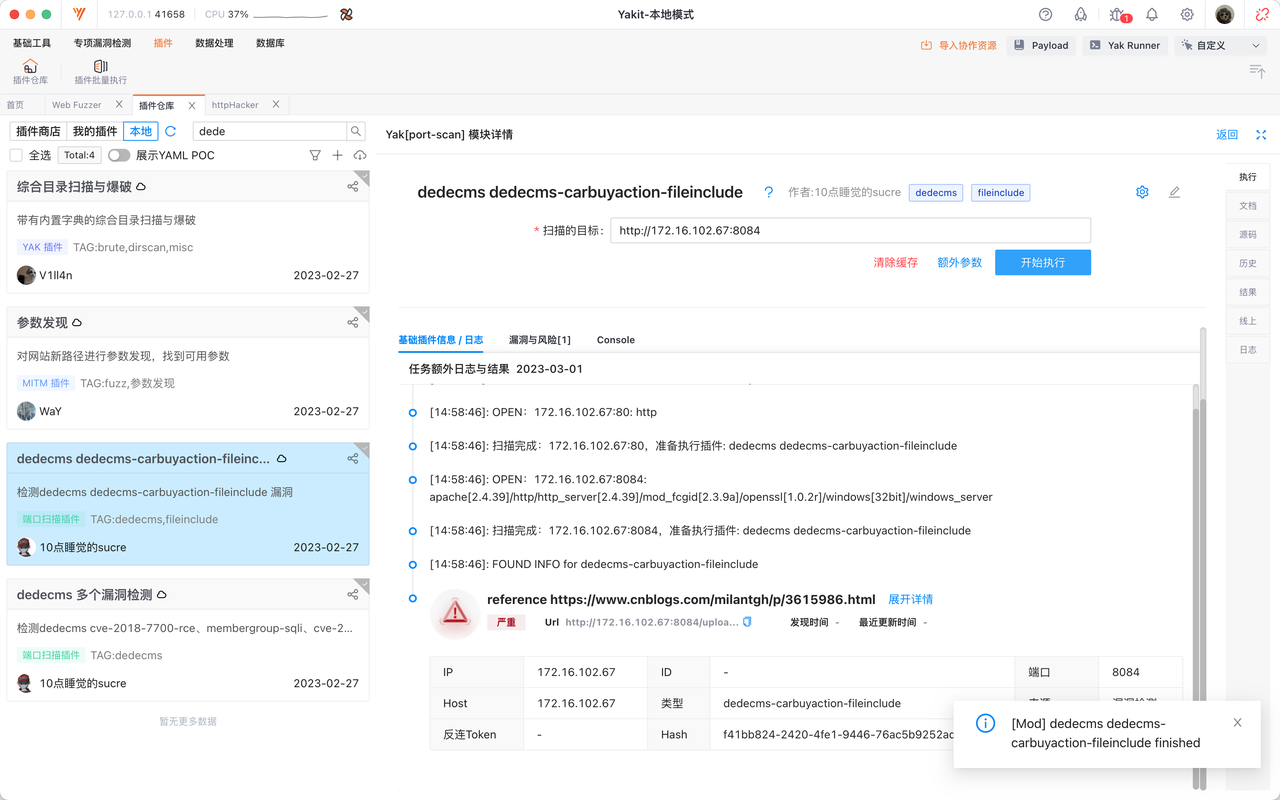 127.0.0.1 41658
CPU 37%
Yakit-本地模式
1
基础工具
专项漏洞检测
插件
数据处理
数据库
导入协作资源
Payload
Yak Runner
自定义
插件仓库
插件批量执行
首页
Web Fuzzer
插件仓库
httpHacker
插件商店
我的插件
本地
dede
全选
Total:4
展示YAML POC
综合目录扫描与爆破
带有内置字典的综合目录扫描与爆破
YAK 插件
TAG:brute,dirscan,misc
V1ll4n
2023-02-27
参数发现
对网站新路径进行参数发现，找到可用参数
MITM 插件
TAG:fuzz,参数发现
WaY
2023-02-27
dedecms dedecms-carbuyaction-fileinc...
检测dedecms dedecms-carbuyaction-fileinclude 漏洞
端口扫描插件
TAG:dedecms,fileinclude
10点睡觉的sucre
2023-02-27
dedecms 多个漏洞检测
检测dedecms cve-2018-7700-rce、membergroup-sqli、cve-2...
端口扫描插件
TAG:dedecms
10点睡觉的sucre
2023-02-27
暂无更多数据
Yak[port-scan] 模块详情
返回
dedecms dedecms-carbuyaction-fileinclude
?
作者:10点睡觉的sucre
dedecms
fileinclude
* 扫描的目标:
http://172.16.102.67:8084
清除缓存
额外参数
开始执行
执行
文档
源码
历史
结果
线上
日志
基础插件信息 / 日志
漏洞与风险[1]
Console
任务额外日志与结果 2023-03-01
[14:58:46]: OPEN：172.16.102.67:80: http
[14:58:46]: 扫描完成：172.16.102.67:80，准备执行插件: dedecms dedecms-carbuyaction-fileinclude
[14:58:46]: OPEN：172.16.102.67:8084:
apache[2.4.39]/http/http_server[2.4.39]/mod_fcgid[2.3.9a]/openssl[1.0.2r]/windows[32bit]/windows_server
[14:58:46]: 扫描完成：172.16.102.67:8084，准备执行插件: dedecms dedecms-carbuyaction-fileinclude
[14:58:46]: FOUND INFO for dedecms-carbuyaction-fileinclude
reference https://www.cnblogs.com/milantgh/p/3615986.html
展开详情
严重
Url http://172.16.102.67:8084/uploa...
发现时间 -
最近更新时间 -
IP
172.16.102.67
ID
-
端口
8084
Host
172.16.102.67
类型
dedecms-carbuyaction-fileinclude
反连Token
-
Hash
f41bb824-2420-4fe1-9446-76ac5b9252ac
[Mod] dedecms dedecms-
carbuyaction-fileinclude finished